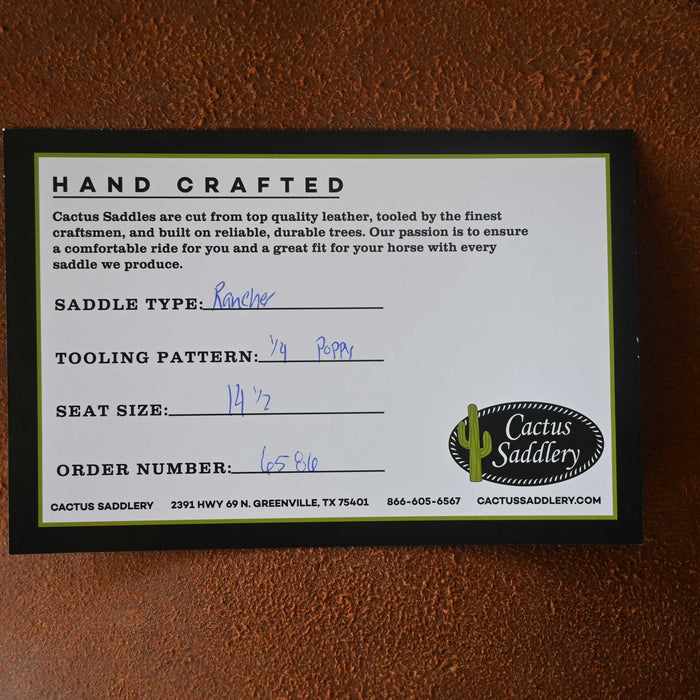 HAND CRAFTED
Cactus Saddles are cut from top quality leather, tooled by the finest
craftsmen, and built on reliable, durable trees. Our passion is to ensure
a comfortable ride for you and a great fit for your horse with every
saddle we produce.
SADDLE TYPE: Rancher
TOOLING PATTERN: 1/4 Poppy
SEAT SIZE: 14 1/2
ORDER NUMBER: 6586
Cactus
Saddlery
CACTUS SADDLERY 2391 HWY 69 N. GREENVILLE, TX 75401 866-605-6567 CACTUSSADDLERY.COM